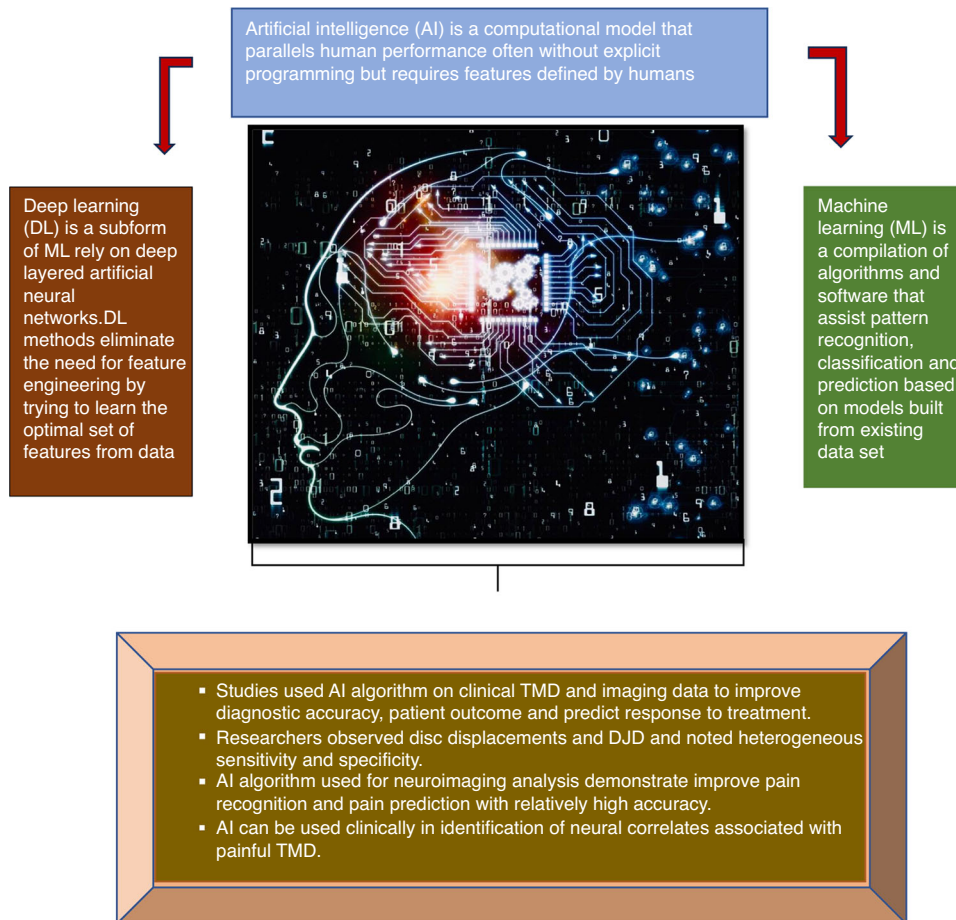 Artificial intelligence (AI) is a computational model that
parallels human performance often without explicit
programming but requires features defined by humans
Deep learning
(DL) is a subform
of ML rely on deep
layered artificial
neural
networks.DL
methods eliminate
the need for feature
engineering by
trying to learn the
optimal set of
features from data
Machine
learning (ML) is
a compilation of
algorithms and
software that
assist pattern
recognition,
classification and
prediction based
on models built
from existing
data set
▪ Studies used AI algorithm on clinical TMD and imaging data to improve
diagnostic accuracy, patient outcome and predict response to treatment.
▪ Researchers observed disc displacements and DJD and noted heterogeneous
sensitivity and specificity.
▪ AI algorithm used for neuroimaging analysis demonstrate improve pain
recognition and pain prediction with relatively high accuracy.
▪ AI can be used clinically in identification of neural correlates associated with
painful TMD.